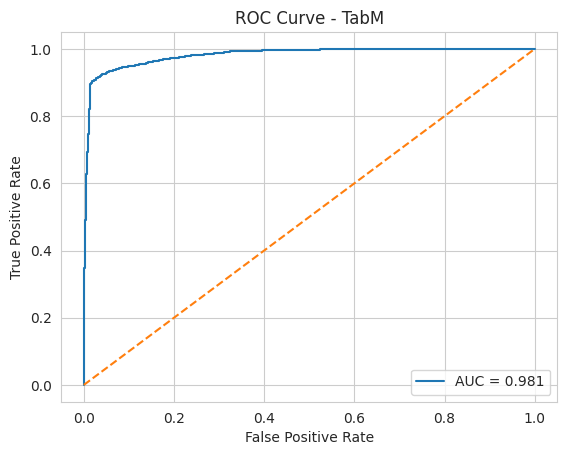 ROC Curve - TabM
True Positive Rate
1.0
0.8
0.6
0.4
0.2
0.0
0.0 0.2 0.4 0.6 0.8 1.0
False Positive Rate
AUC = 0.981